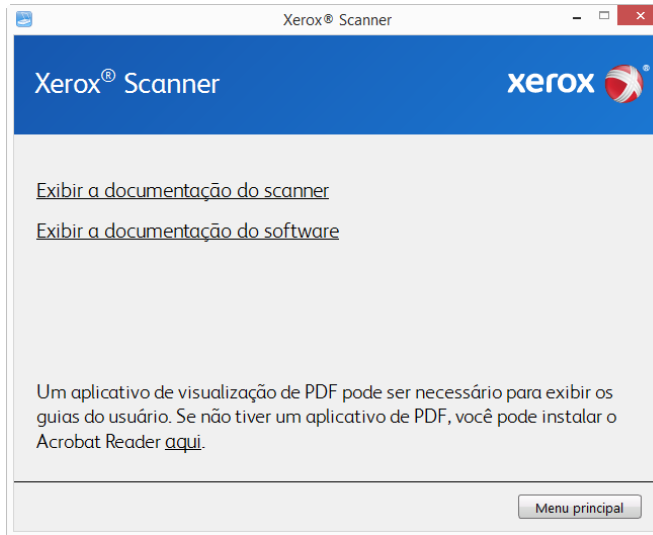 Xerox® Scanner
Xerox® Scanner
xerox ®
Exibir a documentação do scanner
Exibir a documentação do software
Um aplicativo de visualização de PDF pode ser necessário para exibir os
guias do usuário. Se não tiver um aplicativo de PDF, você pode instalar o
Acrobat Reader aqui.
Menu principal